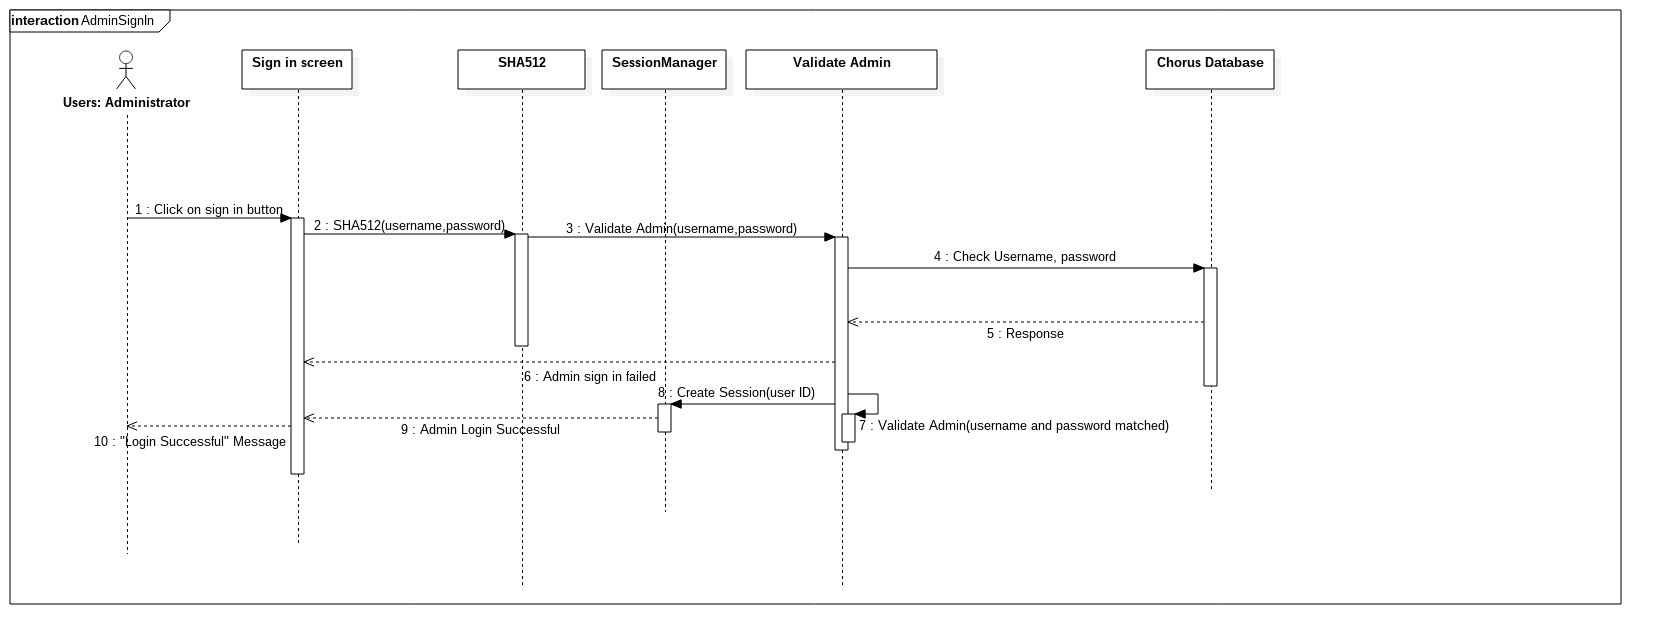 interaction AdminSignIn
Sign in screen
SHA512
SessionManager
Validate Admin
Chorus Database
Users: Administrator
1 : Click on sign in button
2 : SHA512(username,password)
3 : Validate Admin(username,password)
4 : Check Username, password
5 : Response
6 : Admin sign in failed
8 : Create Session(user ID)
7 : Validate Admin(username and password matched)
9 : Admin Login Successful
10 : "Login Successful" Message